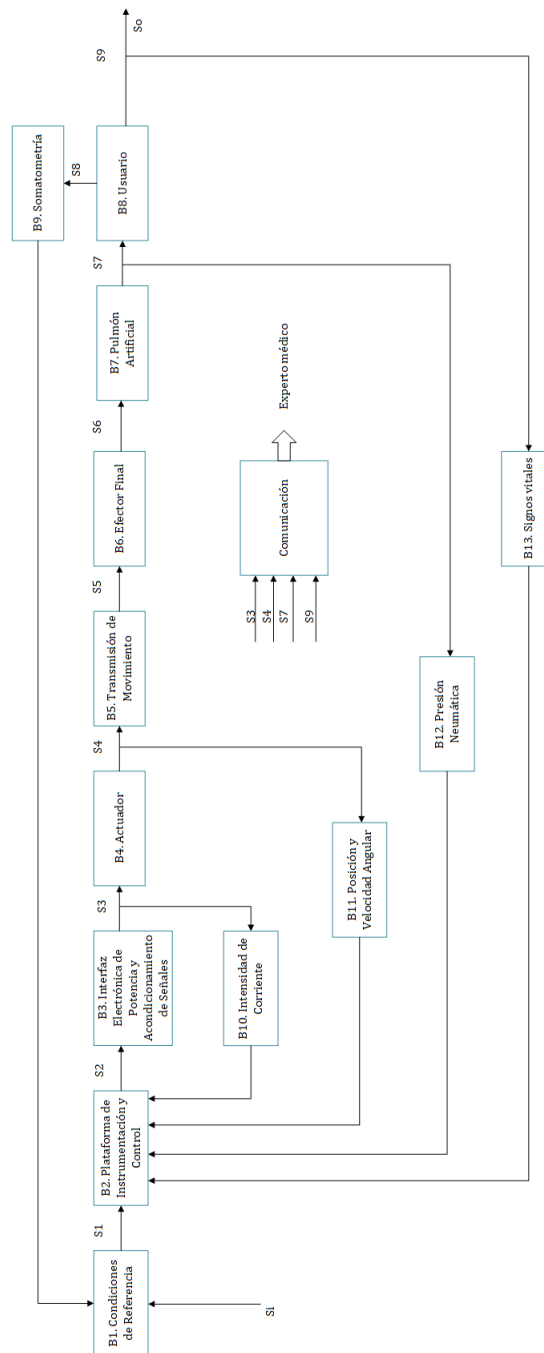 B9. Somatometría
S8
B1. Condiciones
de Referencia
S1
B2. Plataforma de
Instrumentación y
Control
S2
B3. Interfaz
Electrónica de
Potencia y
Acondicionamiento
de Señales
S3
B4. Actuador
S4
B5. Transmisión de
Movimiento
S5
B6. Efector Final
S6
B7. Pulmón
Artificial
S7
B8. Usuario
S9
So
Si
B10. Intensidad de
Corriente
S3
S4
S7
S9
Comunicación
Experto médico
B11. Posición y
Velocidad Angular
B12. Presión
Neumática
B13. Signos vitales